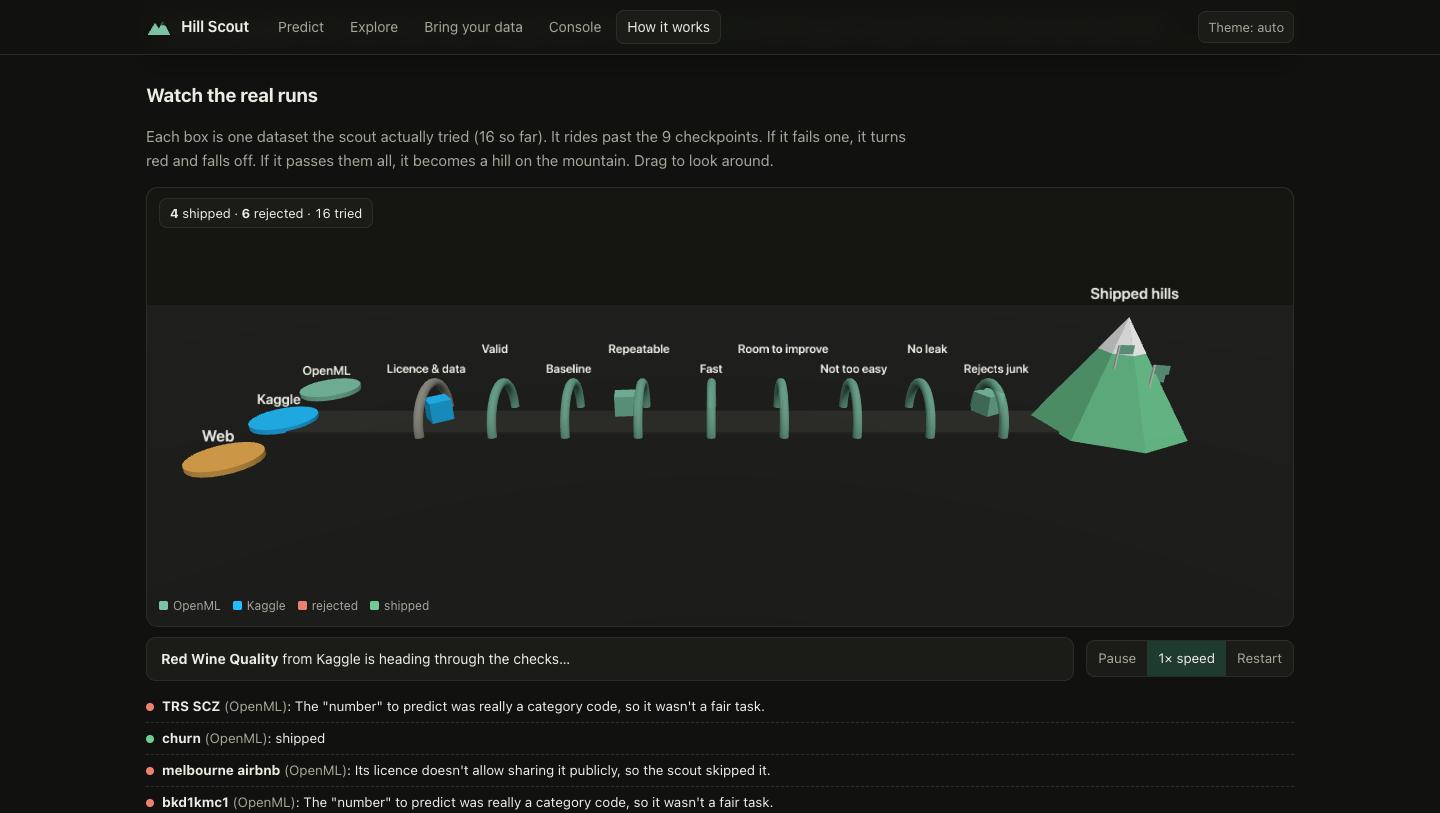 Hill Scout Predict Explore Bring your data Console How it works Theme: auto
Watch the real runs
Each box is one dataset the scout actually tried (16 so far). It rides past the 9 checkpoints. If it fails one, it turns
red and falls off. If it passes them all, it becomes a hill on the mountain. Drag to look around.
4 shipped · 6 rejected · 16 tried
Shipped hills
Valid Repeatable Room to improve No leak
OpenML Licence & data Baseline Fast Not too easy Rejects junk
Kaggle
Web
OpenML Kaggle rejected shipped
Red Wine Quality from Kaggle is heading through the checks...
Pause 1× speed Restart
TRS SCZ (OpenML): The "number" to predict was really a category code, so it wasn't a fair task.
churn (OpenML): shipped
melbourne airbnb (OpenML): Its licence doesn't allow sharing it publicly, so the scout skipped it.
bkd1kmc1 (OpenML): The "number" to predict was really a category code, so it wasn't a fair task.